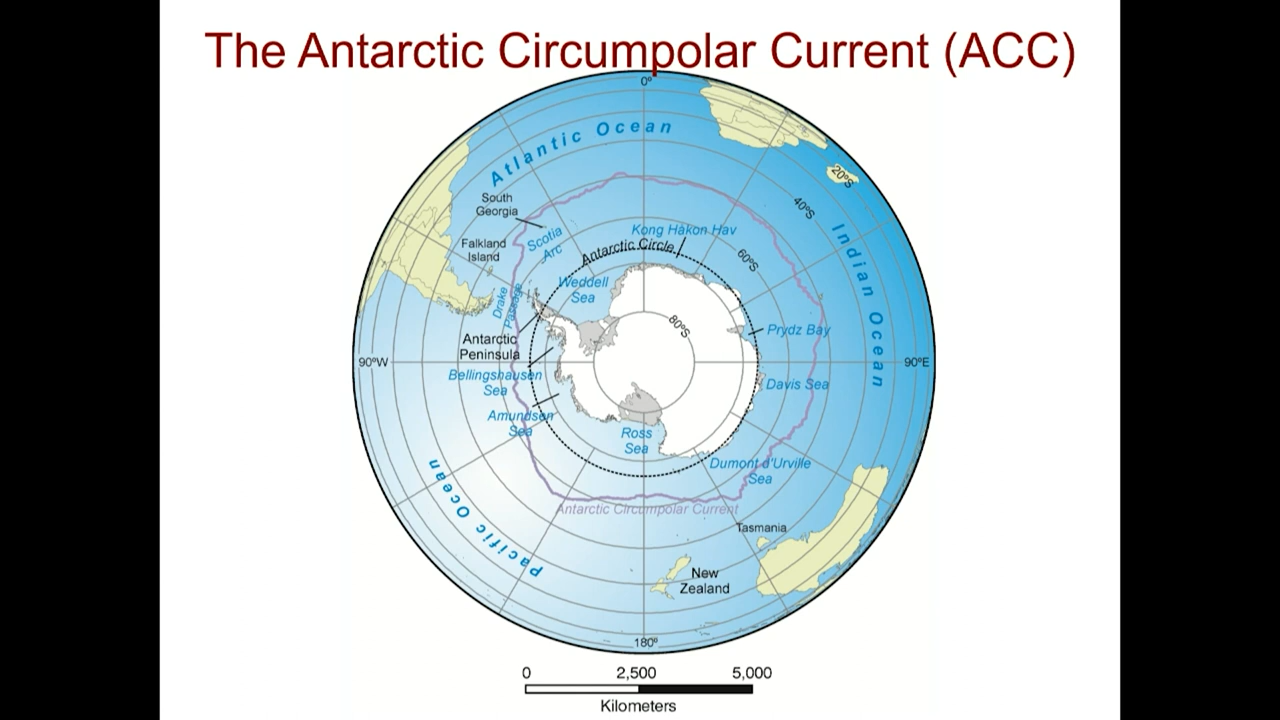 The Antarctic Circumpolar Current (ACC)
0°
Atlantic Ocean
20°S
South
Georgia
40°S
Kong Håkon Hav
Scotia
Arc
Antarctic Circle
Falkland
Island
60°S
Indian Ocean
Weddell
Sea
Drake
Passage
80°S
Prydz Bay
Antarctic
Peninsula
90°W
90°E
Bellingshausen
Sea
Davis Sea
Amundsen
Sea
Ross
Sea
Dumont d'Urville
Sea
Pacific Ocean
Antarctic Circumpolar Current
Tasmania
New
Zealand
180°
0 2,500 5,000
Kilometers